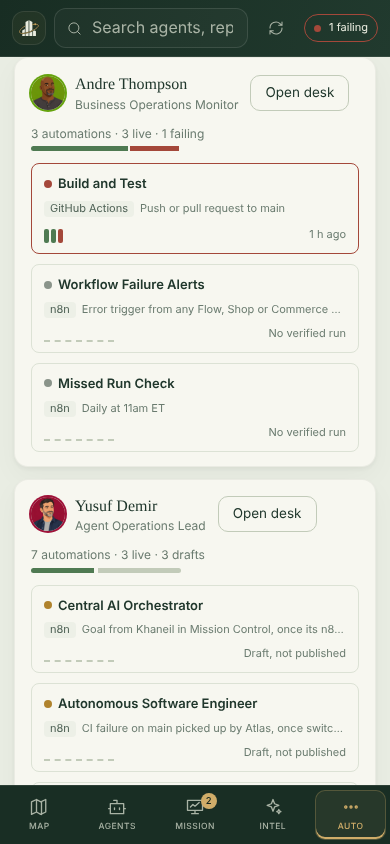 Search agents, rep
1 failing
Andre Thompson
Business Operations Monitor
Open desk
3 automations · 3 live · 1 failing
Build and Test
GitHub Actions Push or pull request to main
1 h ago
Workflow Failure Alerts
n8n Error trigger from any Flow, Shop or Commerce ...
No verified run
Missed Run Check
n8n Daily at 11am ET
No verified run
Yusuf Demir
Agent Operations Lead
Open desk
7 automations · 3 live · 3 drafts
Central AI Orchestrator
n8n Goal from Khaneil in Mission Control, once its n8...
Draft, not published
Autonomous Software Engineer
n8n CI failure on main picked up by Atlas, once switc...
Draft, not published
2
MAP AGENTS MISSION INTEL AUTO